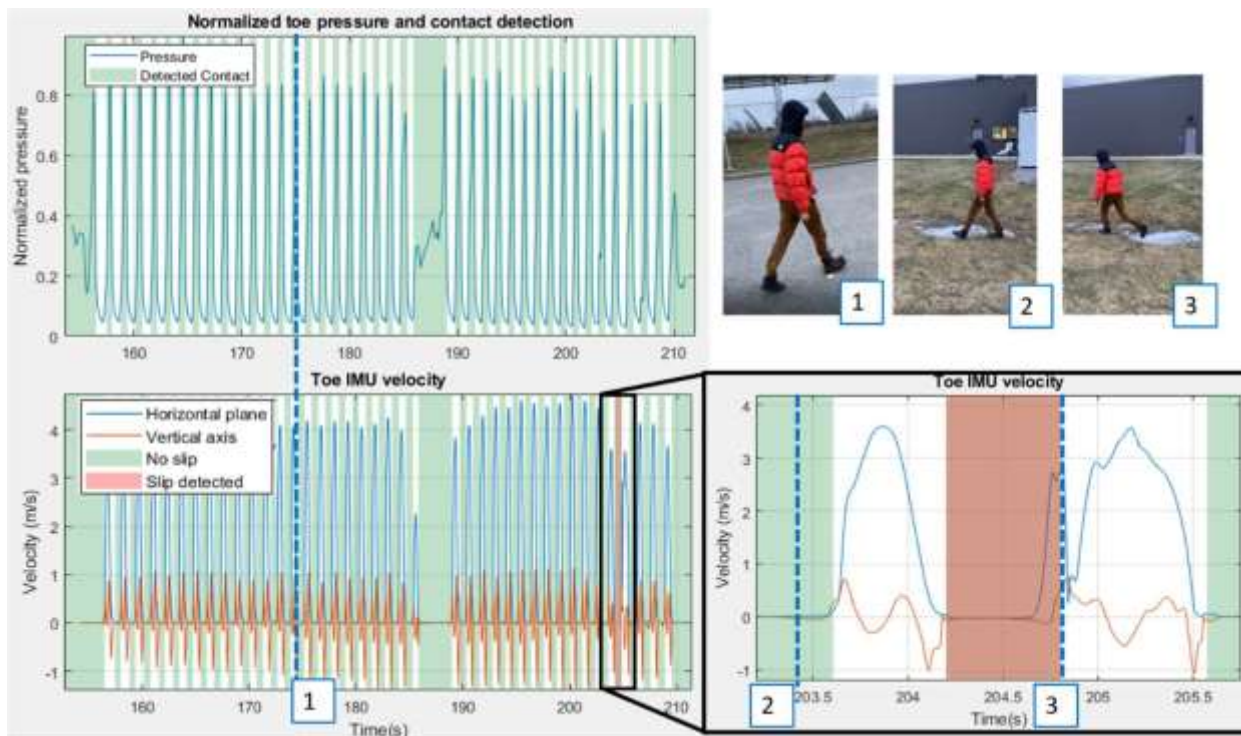 Normalized toe pressure and contact detection
Pressure
Detected Contact
Normalized pressure
0.8
0.6
0.4
0.2
0
160 170 180 190 200 210
1 2 3
Toe IMU velocity
Horizontal plane
Vertical axis
No slip
Slip detected
Velocity (m/s)
4
3
2
1
0
-1
160 170 180 190 200 210
Time(s)
1
Toe IMU velocity
Velocity (m/s)
4
3
2
1
0
-1
203.5 204 204.5 205 205.5
Time(s)
2 3